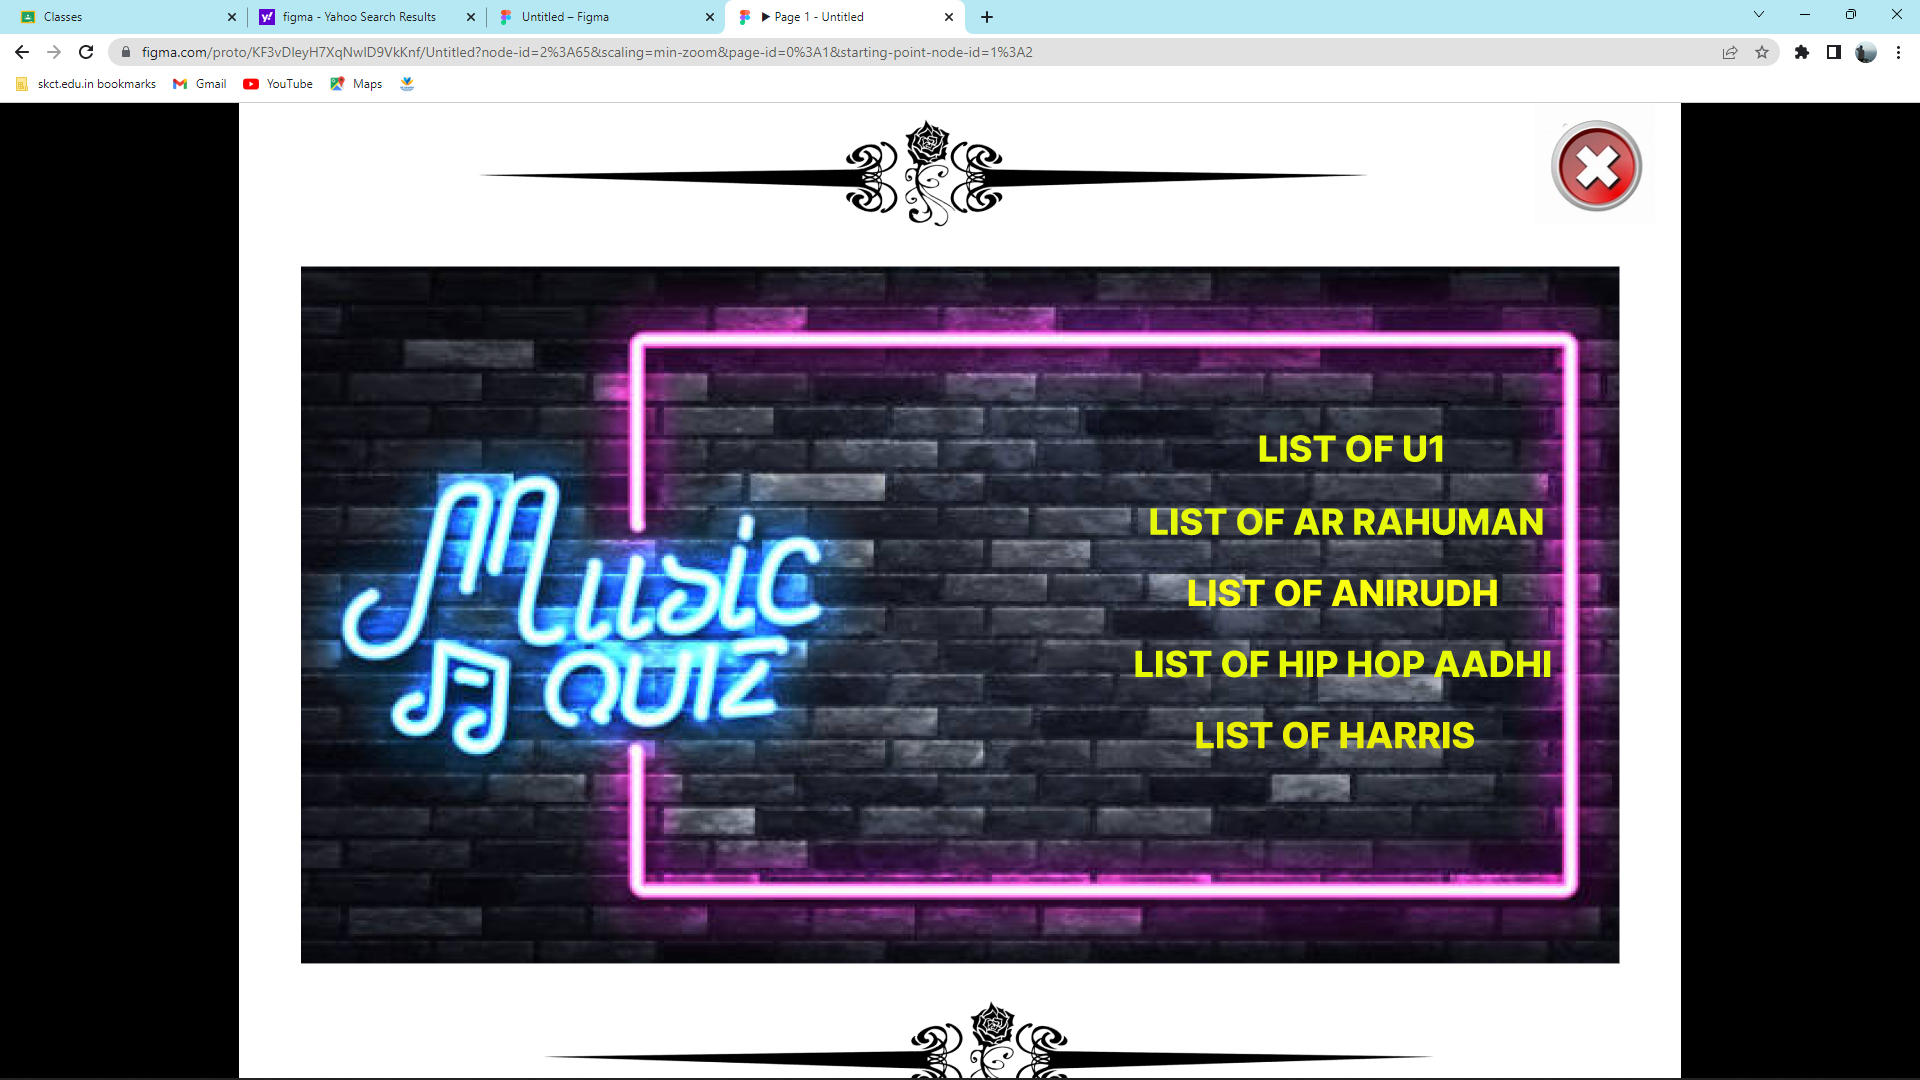 Classes
figma - Yahoo Search Results
Untitled – Figma
▶ Page 1 - Untitled
figma.com/proto/KF3vDIeyH7XqNwID9VkKnf/Untitled?node-id=2%3A65&scaling=min-zoom&page-id=0%3A1&starting-point-node-id=1%3A2
skct.edu.in bookmarks
Gmail
YouTube
Maps
LIST OF U1
LIST OF AR RAHUMAN
LIST OF ANIRUDH
LIST OF HIP HOP AADHI
LIST OF HARRIS
Music
QUIZ